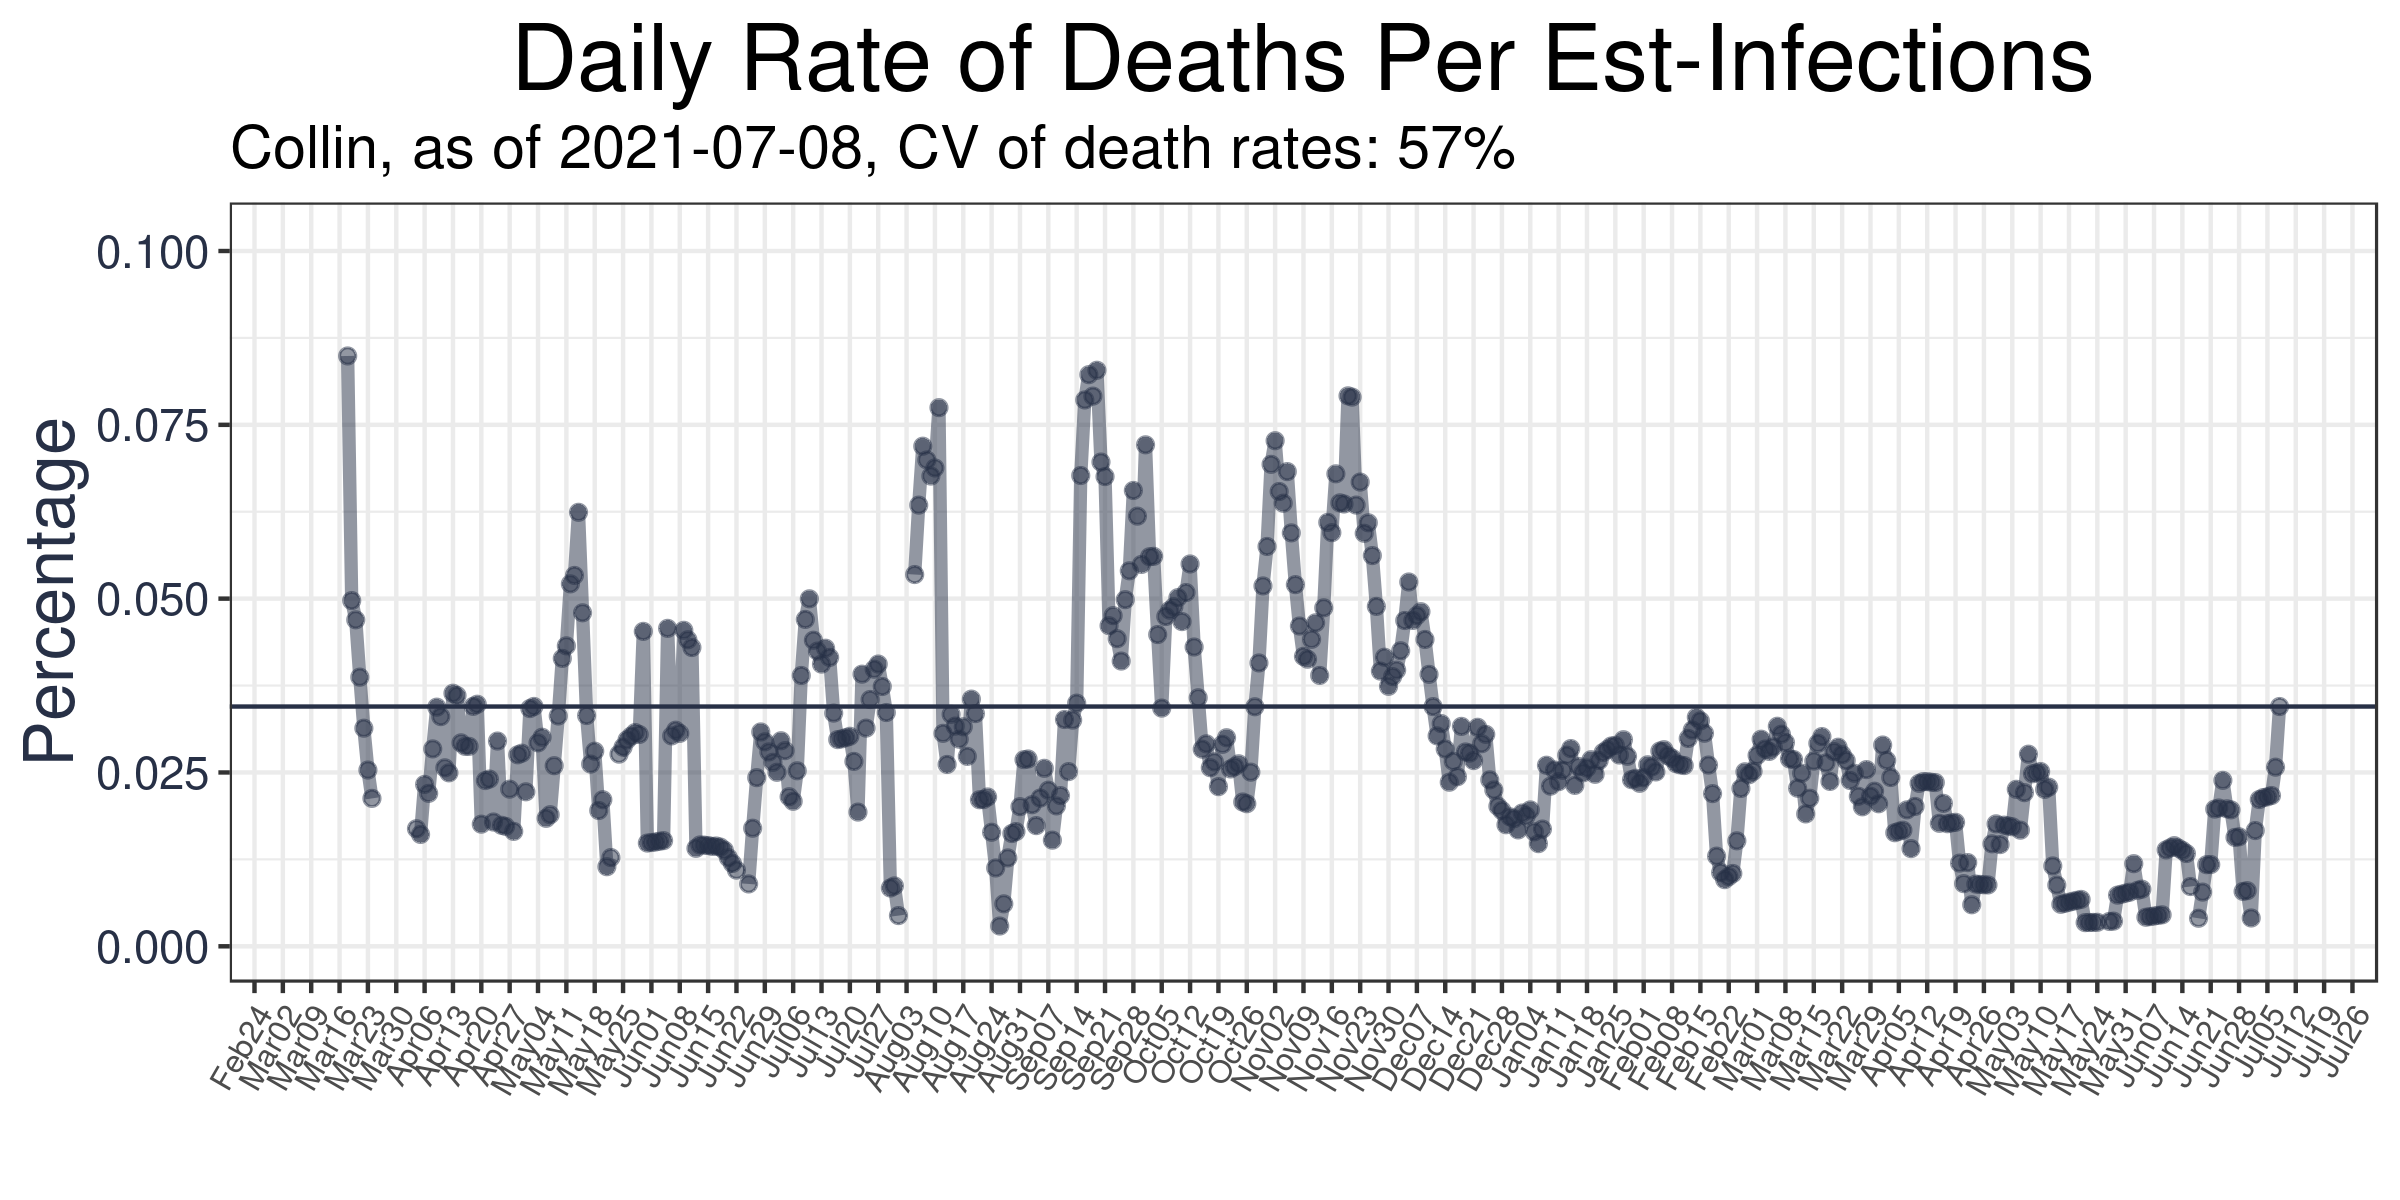 Daily Rate of Deaths Per Est-Infections
Collin, as of 2021-07-08, CV of death rates: 57%
Percentage
0.100
0.075
0.050
0.025
0.000
Feb24
Mar02
Mar09
Mar16
Mar23
Mar30
Apr06
Apr13
Apr20
Apr27
May04
May11
May18
May25
Jun01
Jun08
Jun15
Jun22
Jun29
Jul06
Jul13
Jul20
Jul27
Aug03
Aug10
Aug17
Aug24
Aug31
Sep07
Sep14
Sep21
Sep28
Oct05
Oct12
Oct19
Oct26
Nov02
Nov09
Nov16
Nov23
Nov30
Dec07
Dec14
Dec21
Dec28
Jan04
Jan11
Jan18
Jan25
Feb01
Feb08
Feb15
Feb22
Mar01
Mar08
Mar15
Mar22
Mar29
Apr05
Apr12
Apr19
Apr26
May03
May10
May17
May24
May31
Jun07
Jun14
Jun21
Jun28
Jul05
Jul12
Jul19
Jul26